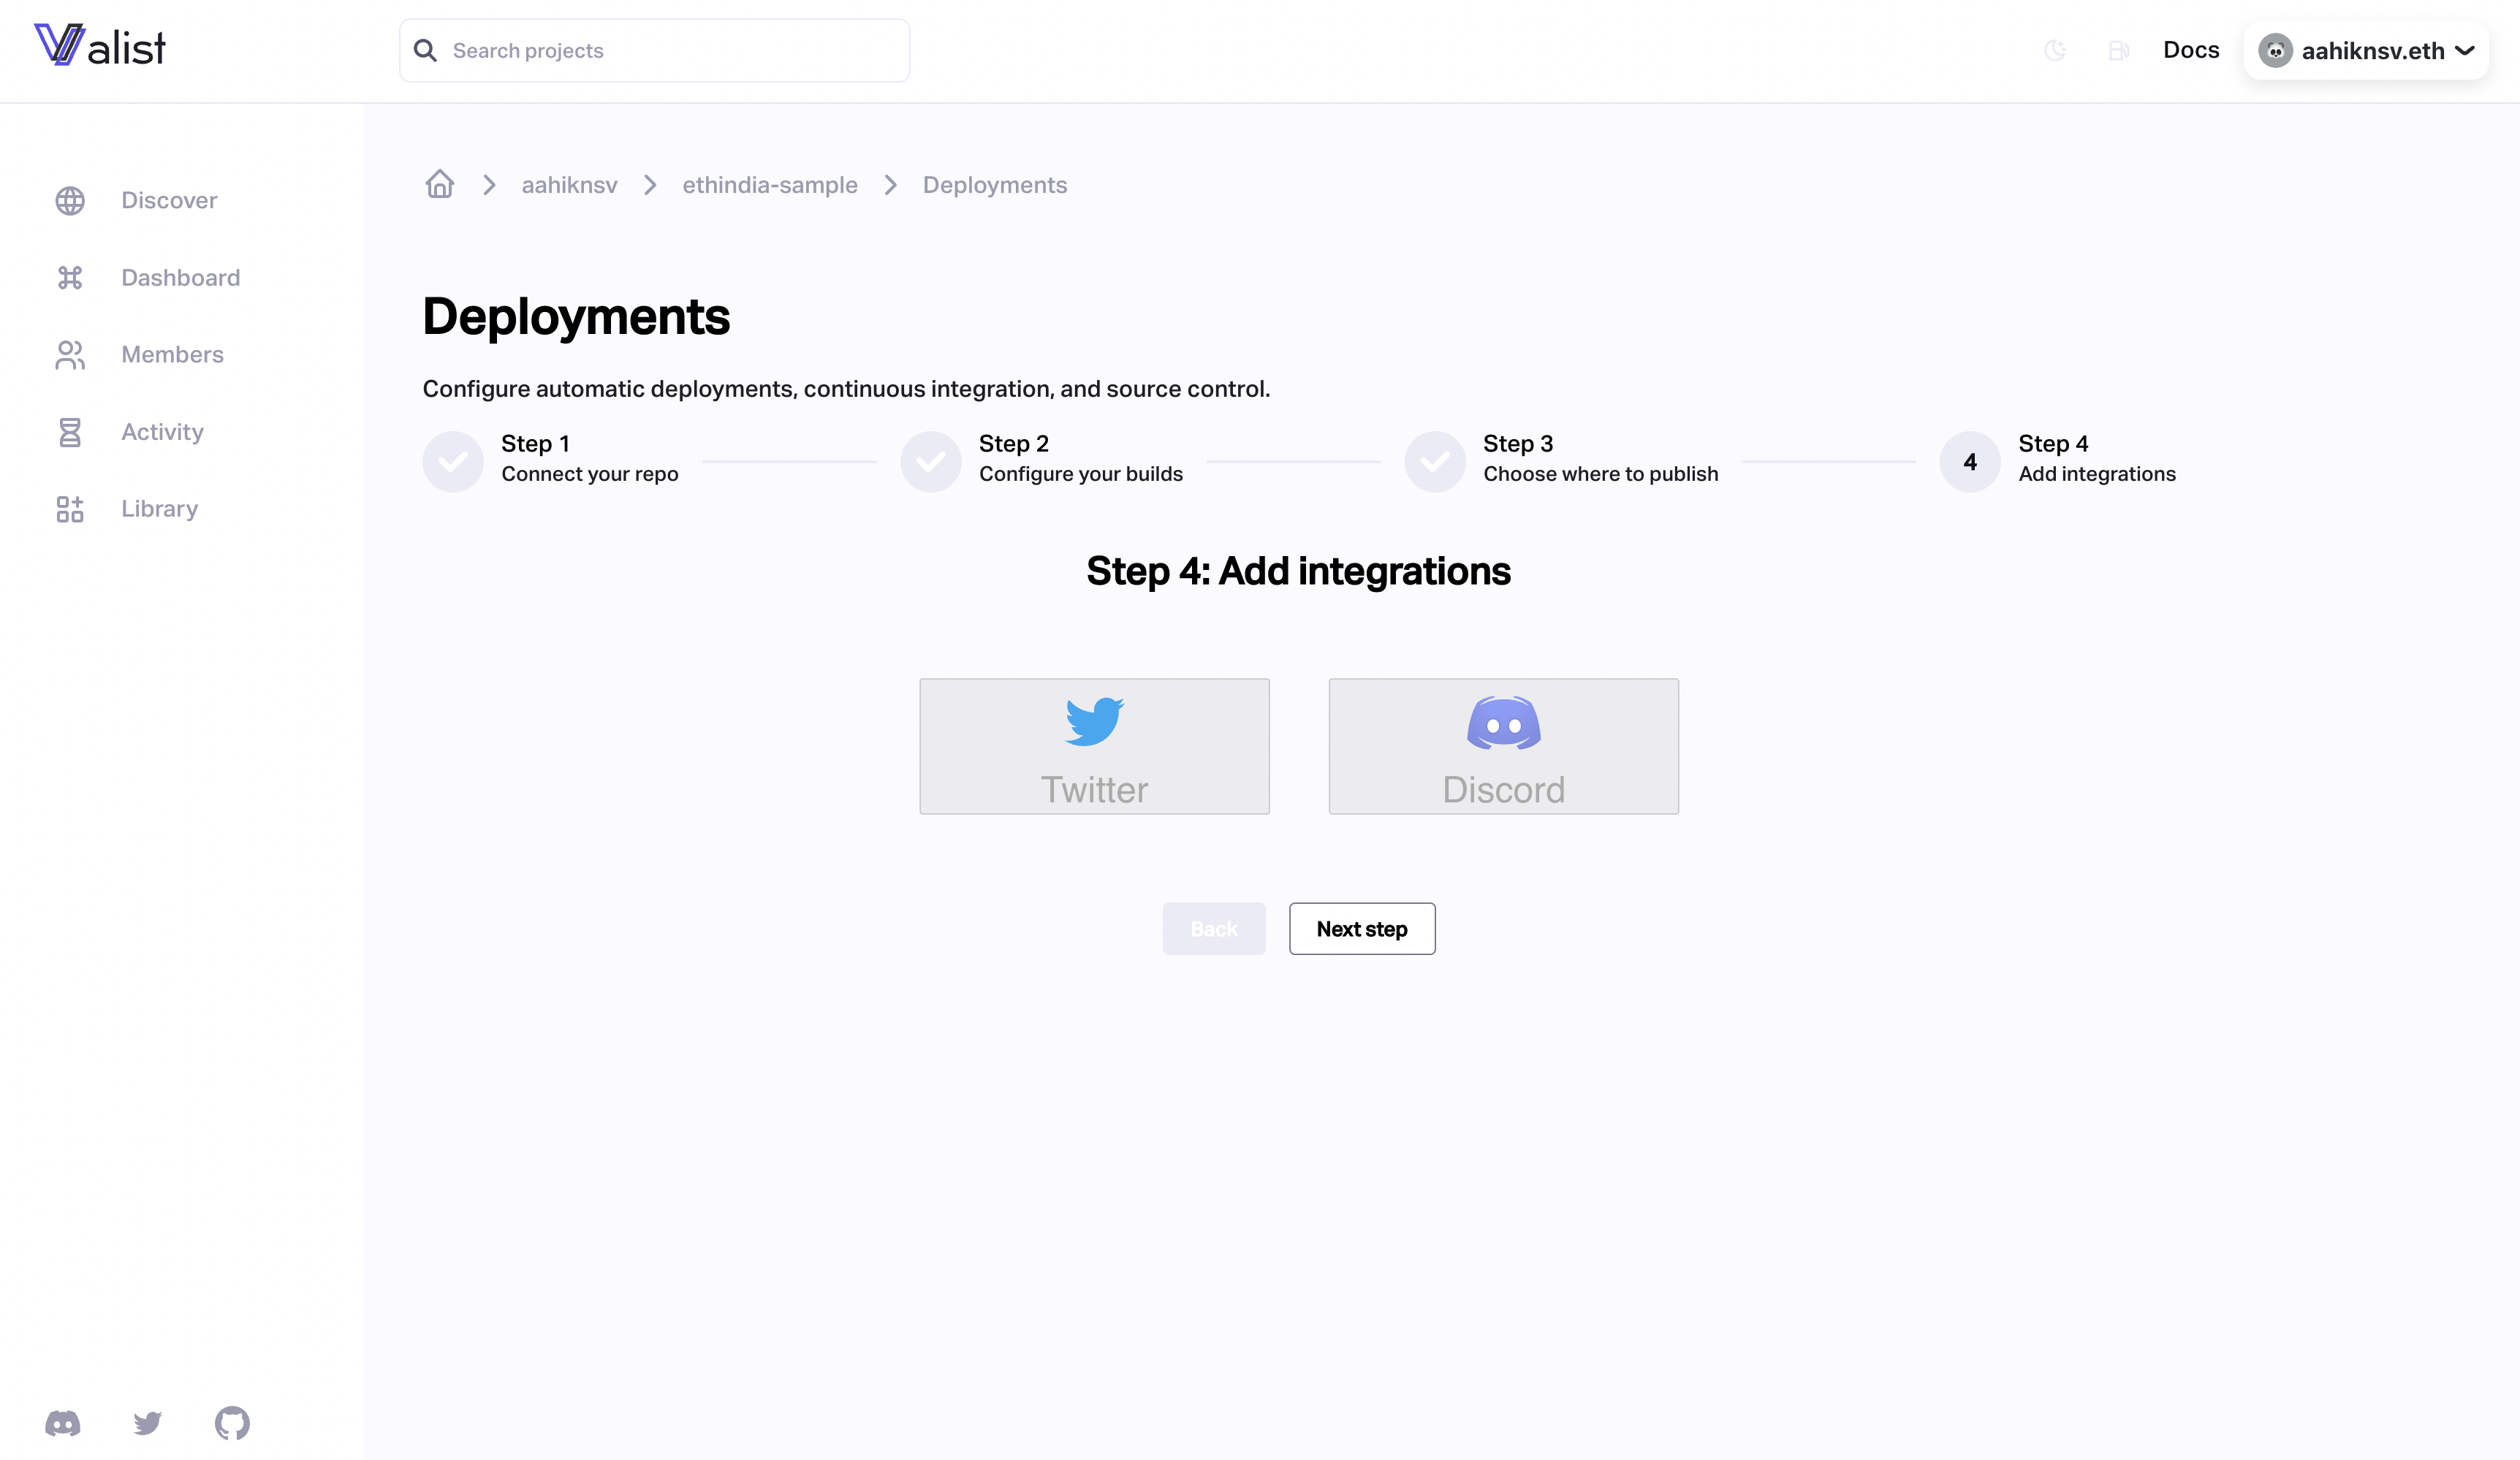 Valist
Search projects
Docs
aahiknsv.eth
Discover
Dashboard
Members
Activity
Library
aahiknsv
ethindia-sample
Deployments
Deployments
Configure automatic deployments, continuous integration, and source control.
Step 1
Connect your repo
Step 2
Configure your builds
Step 3
Choose where to publish
4
Step 4
Add integrations
Step 4: Add integrations
Twitter
Discord
Back
Next step